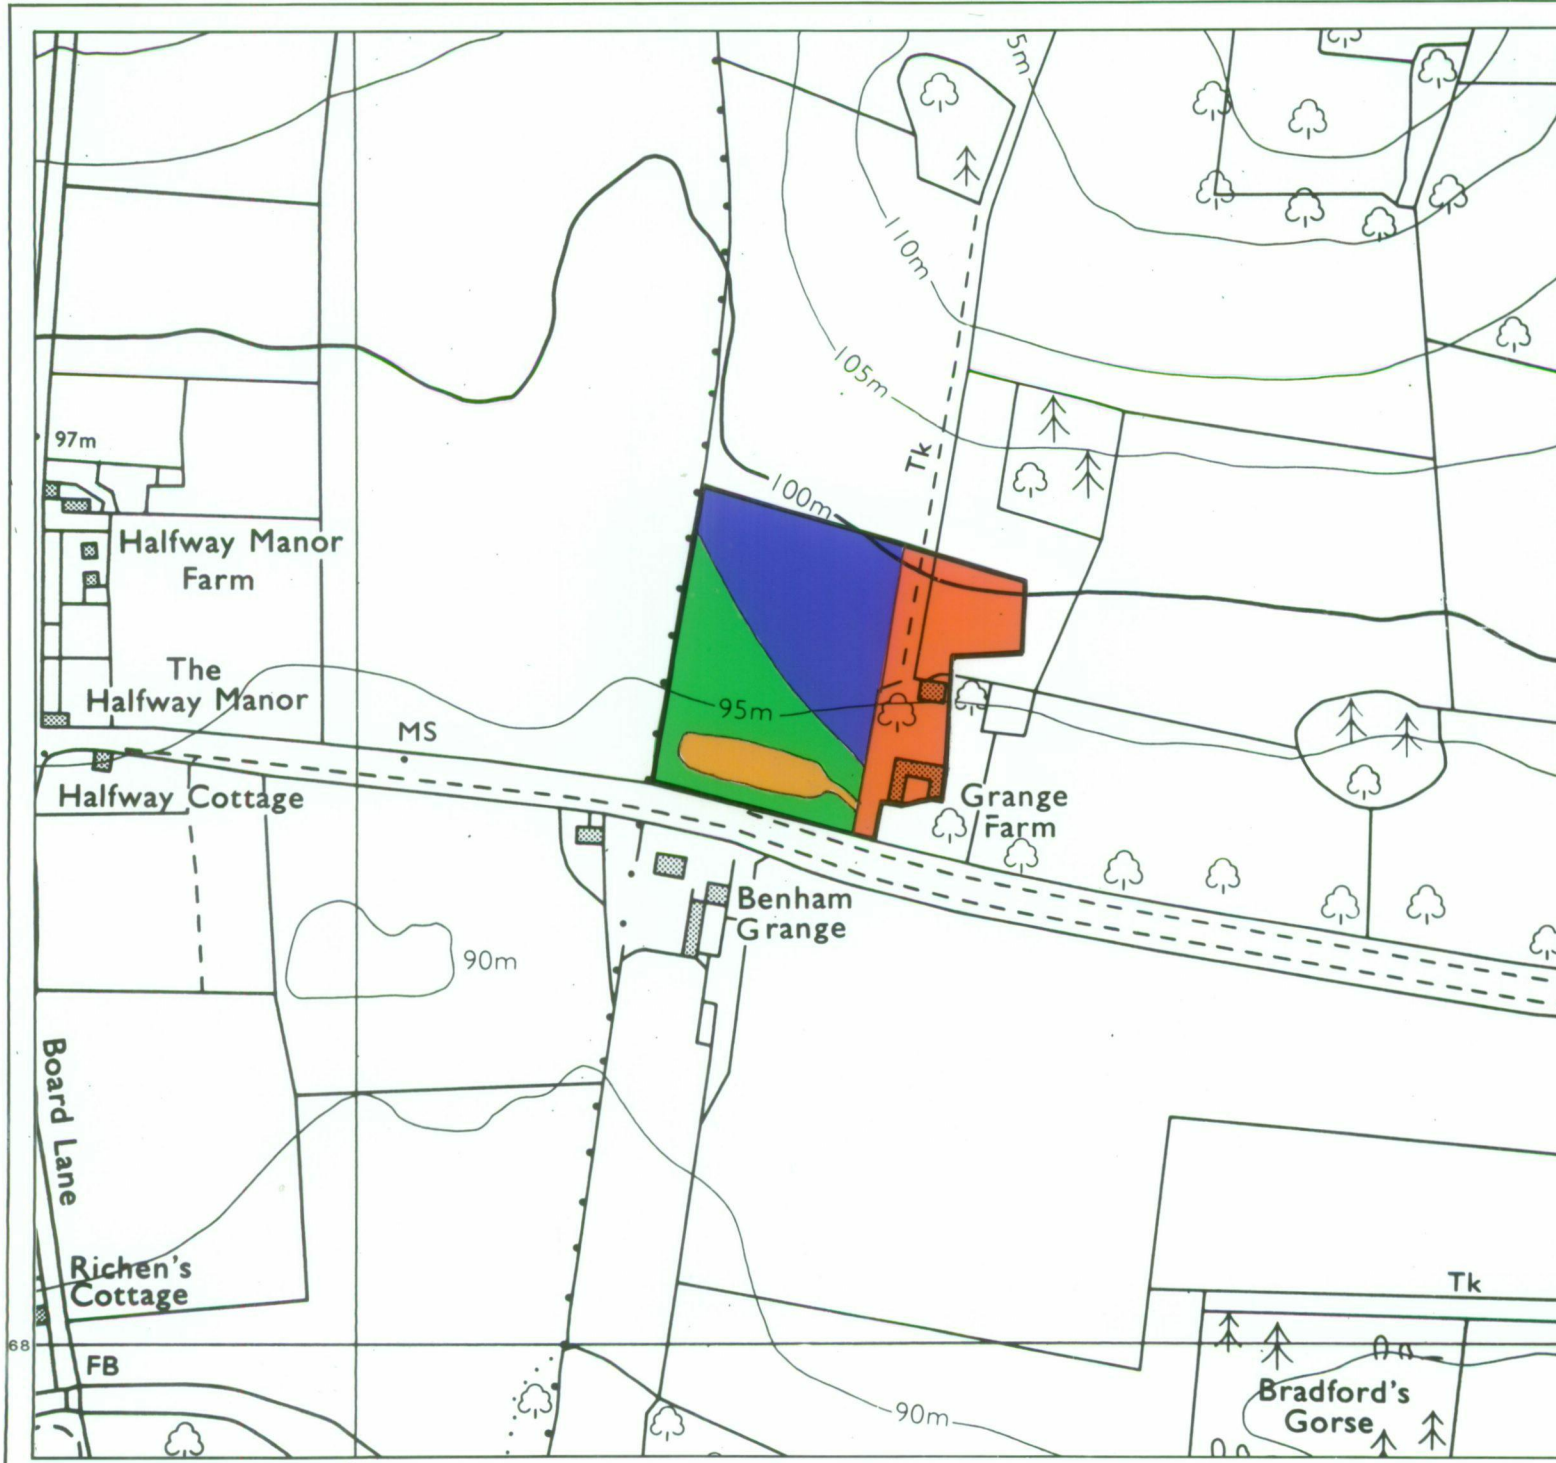 5m
110m
105m
97m
Tk
100m
Halfway Manor
Farm
The
Halfway Manor
95m
MS
Halfway Cottage
Grange
Farm
Benham
Grange
90m
Board Lane
Richen's
Cottage
Tk
68
FB
Bradford's
Gorse
90m